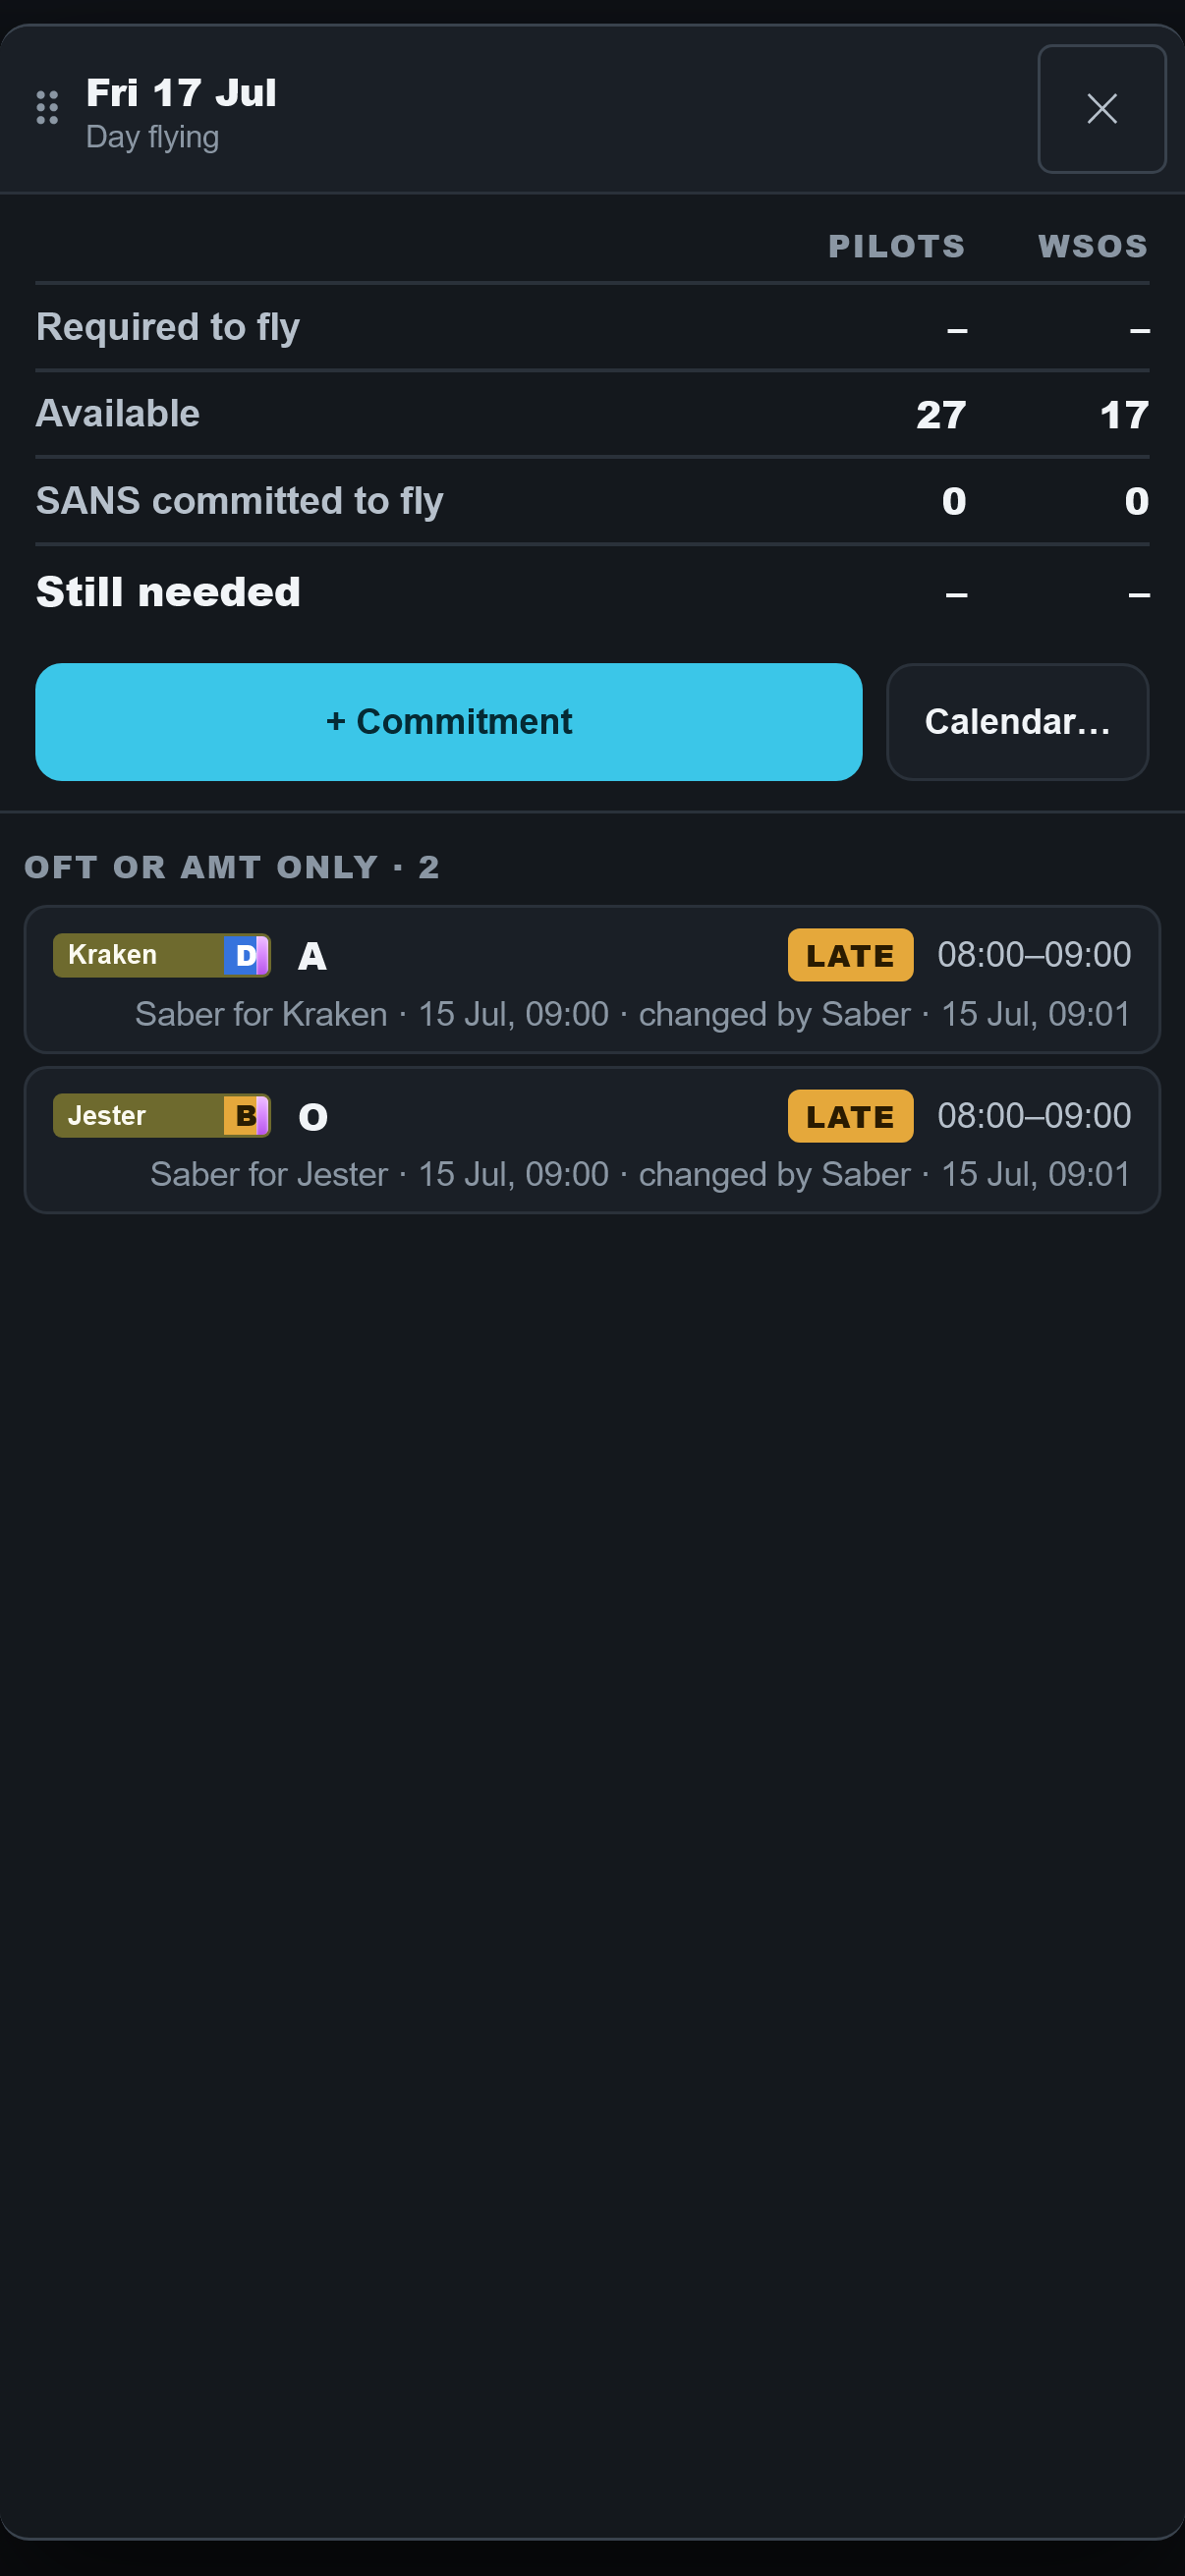 Fri 17 Jul
Day flying
PILOTS WSOS
Required to fly – –
Available 27 17
SANS committed to fly 0 0
Still needed – –
+ Commitment Calendar…
OFT OR AMT ONLY · 2
Kraken D A LATE 08:00–09:00
Saber for Kraken · 15 Jul, 09:00 · changed by Saber · 15 Jul, 09:01
Jester B O LATE 08:00–09:00
Saber for Jester · 15 Jul, 09:00 · changed by Saber · 15 Jul, 09:01